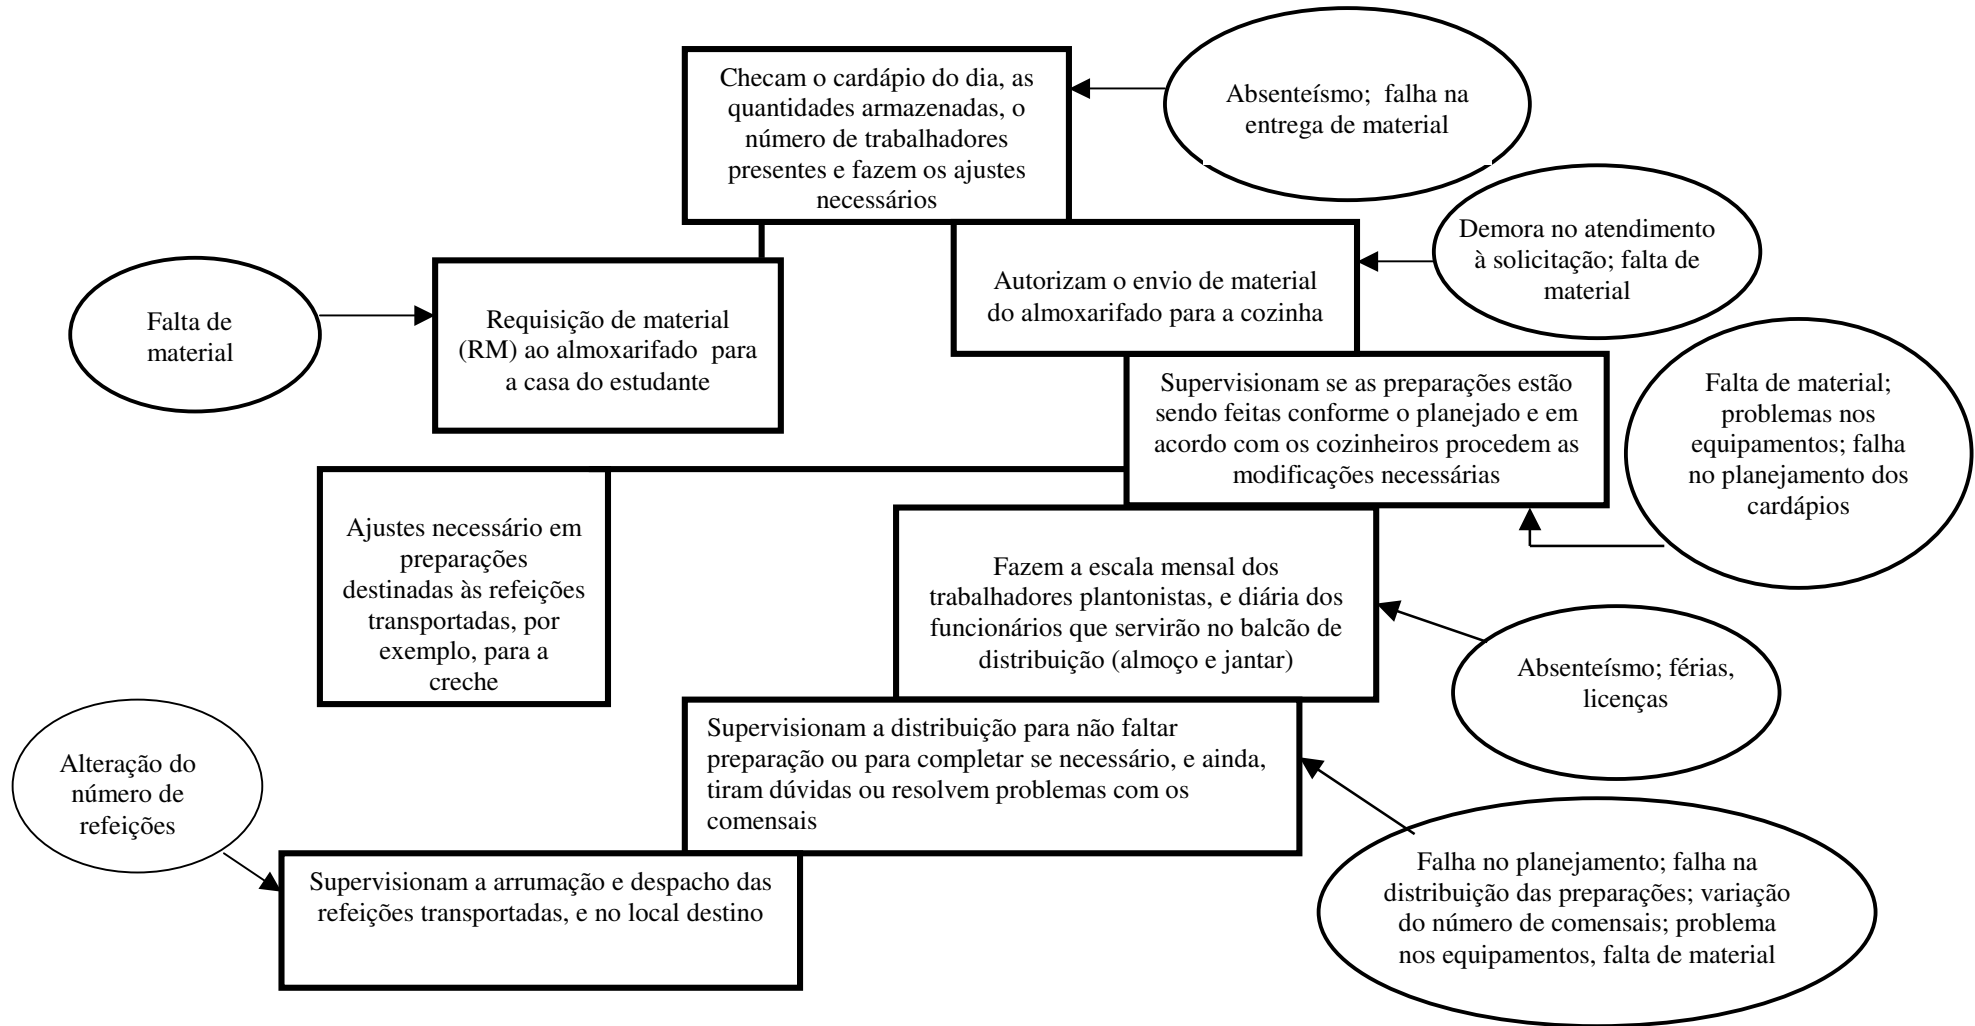 Checam o cardápio do dia, as
quantidades armazenadas, o
número de trabalhadores
presentes e fazem os ajustes
necessários
Absenteísmo; falha na
entrega de material
Demora no atendimento
à solicitação; falta de
material
Autorizam o envio de material
do almoxarifado para a cozinha
Falta de
material
Requisição de material
(RM) ao almoxarifado para
a casa do estudante
Supervisionam se as preparações estão
sendo feitas conforme o planejado e em
acordo com os cozinheiros procedem as
modificações necessárias
Falta de material;
problemas nos
equipamentos; falha
no planejamento dos
cardápios
Ajustes necessário em
preparações
destinadas às refeições
transportadas, por
exemplo, para a
creche
Fazem a escala mensal dos
trabalhadores plantonistas, e diária dos
funcionários que servirão no balcão de
distribuição (almoço e jantar)
Absenteísmo; férias,
licenças
Supervisionam a distribuição para não faltar
preparação ou para completar se necessário, e ainda,
tiram dúvidas ou resolvem problemas com os
comensais
Alteração do
número de
refeições
Falha no planejamento; falha na
distribuição das preparações; variação
do número de comensais; problema
nos equipamentos, falta de material
Supervisionam a arrumação e despacho das
refeições transportadas, e no local destino